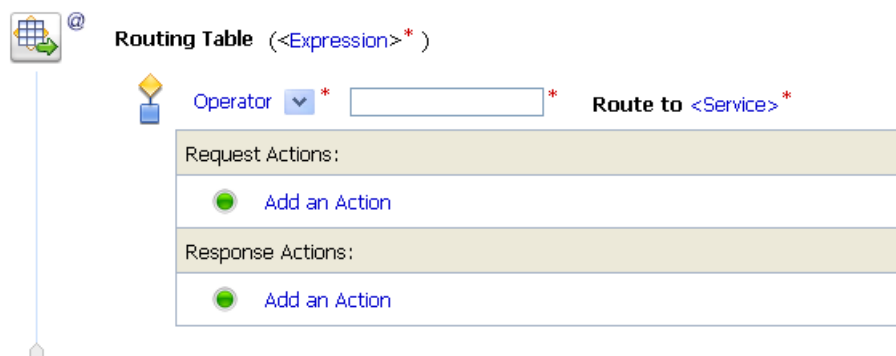 @
Routing Table (<Expression>* )
Operator * * Route to <Service>*
Request Actions:
Add an Action
Response Actions:
Add an Action